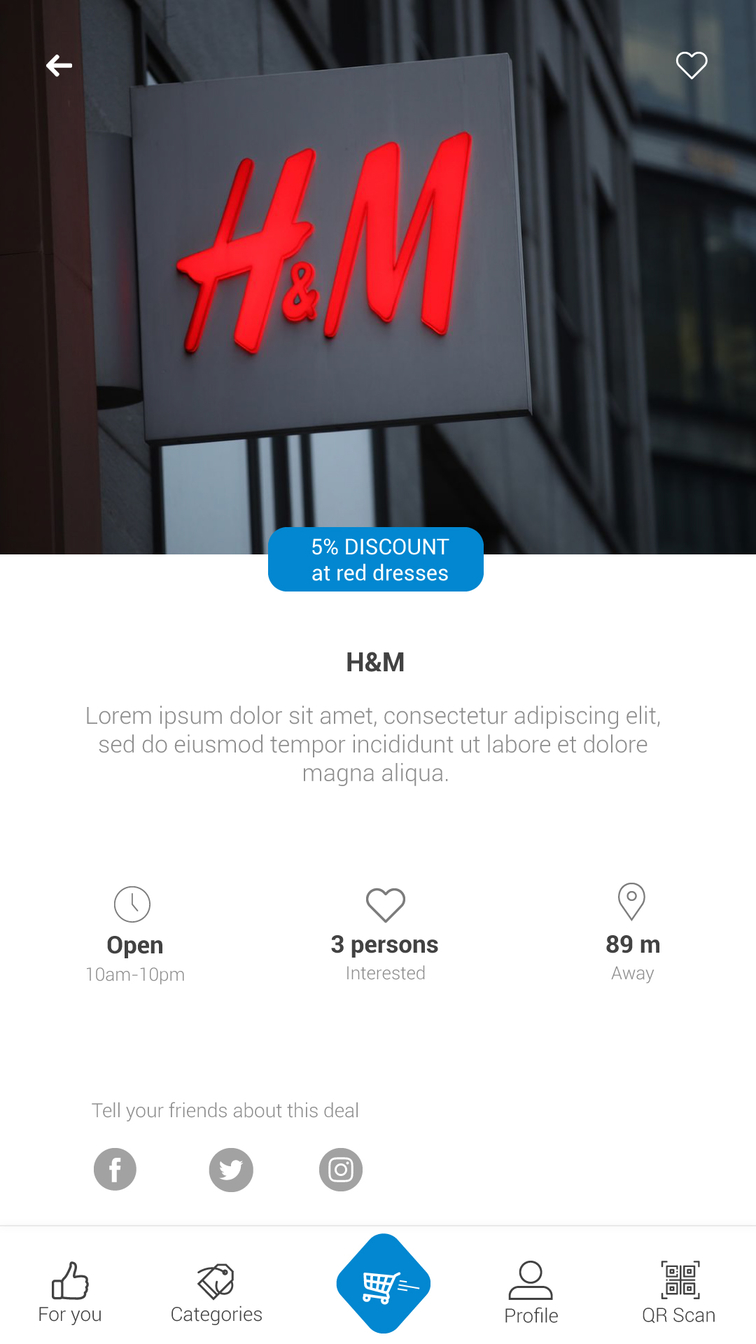 H&M
5% DISCOUNT
at red dresses
H&M
Lorem ipsum dolor sit amet, consectetur adipiscing elit,
sed do eiusmod tempor incididunt ut labore et dolore
magna aliqua.
Open
10am-10pm
3 persons
Interested
89 m
Away
Tell your friends about this deal
For you
Categories
Profile
QR Scan